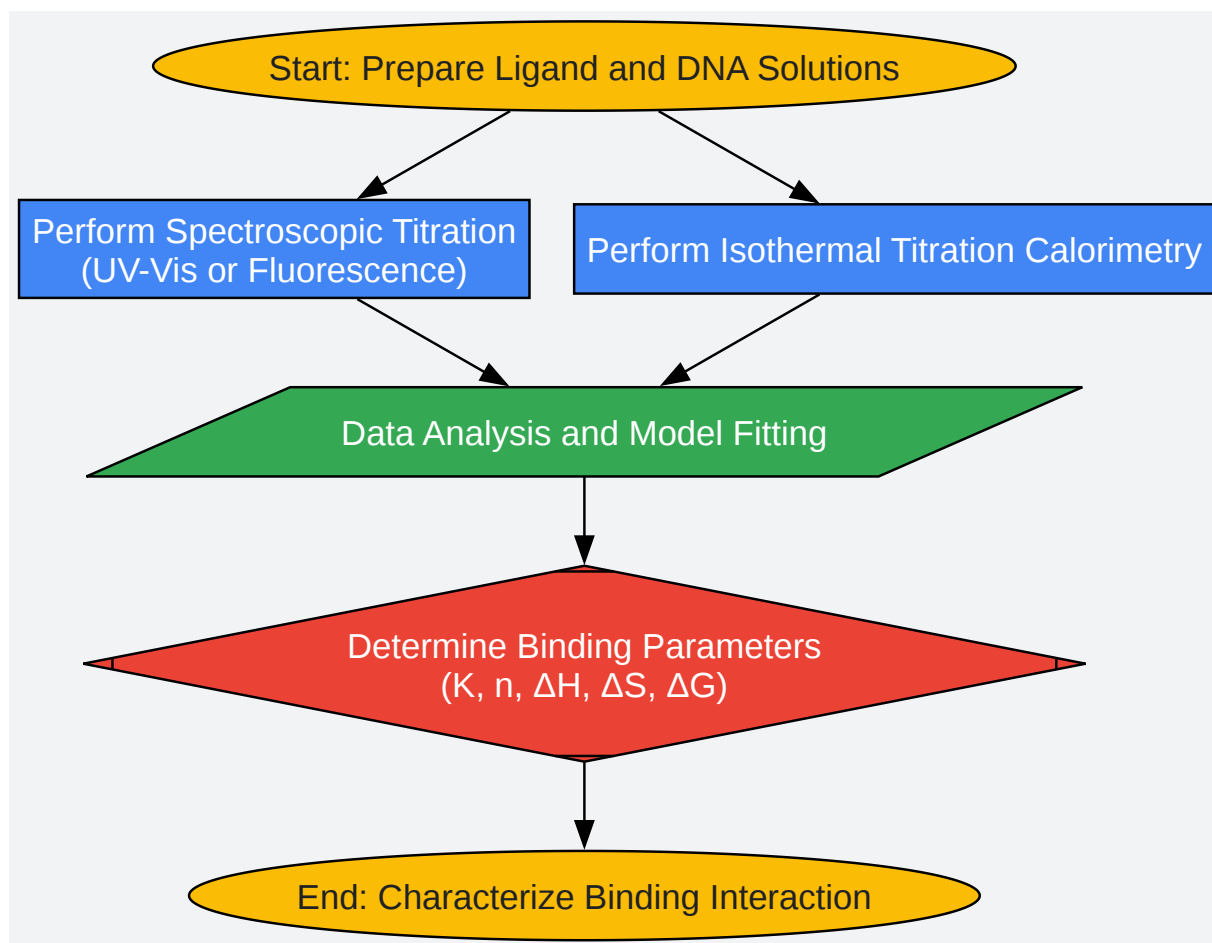 Start: Prepare Ligand and DNA Solutions
Perform Spectroscopic Titration
(UV-Vis or Fluorescence)
Perform Isothermal Titration Calorimetry
Data Analysis and Model Fitting
Determine Binding Parameters
(K, n, ΔH, ΔS, ΔG)
End: Characterize Binding Interaction